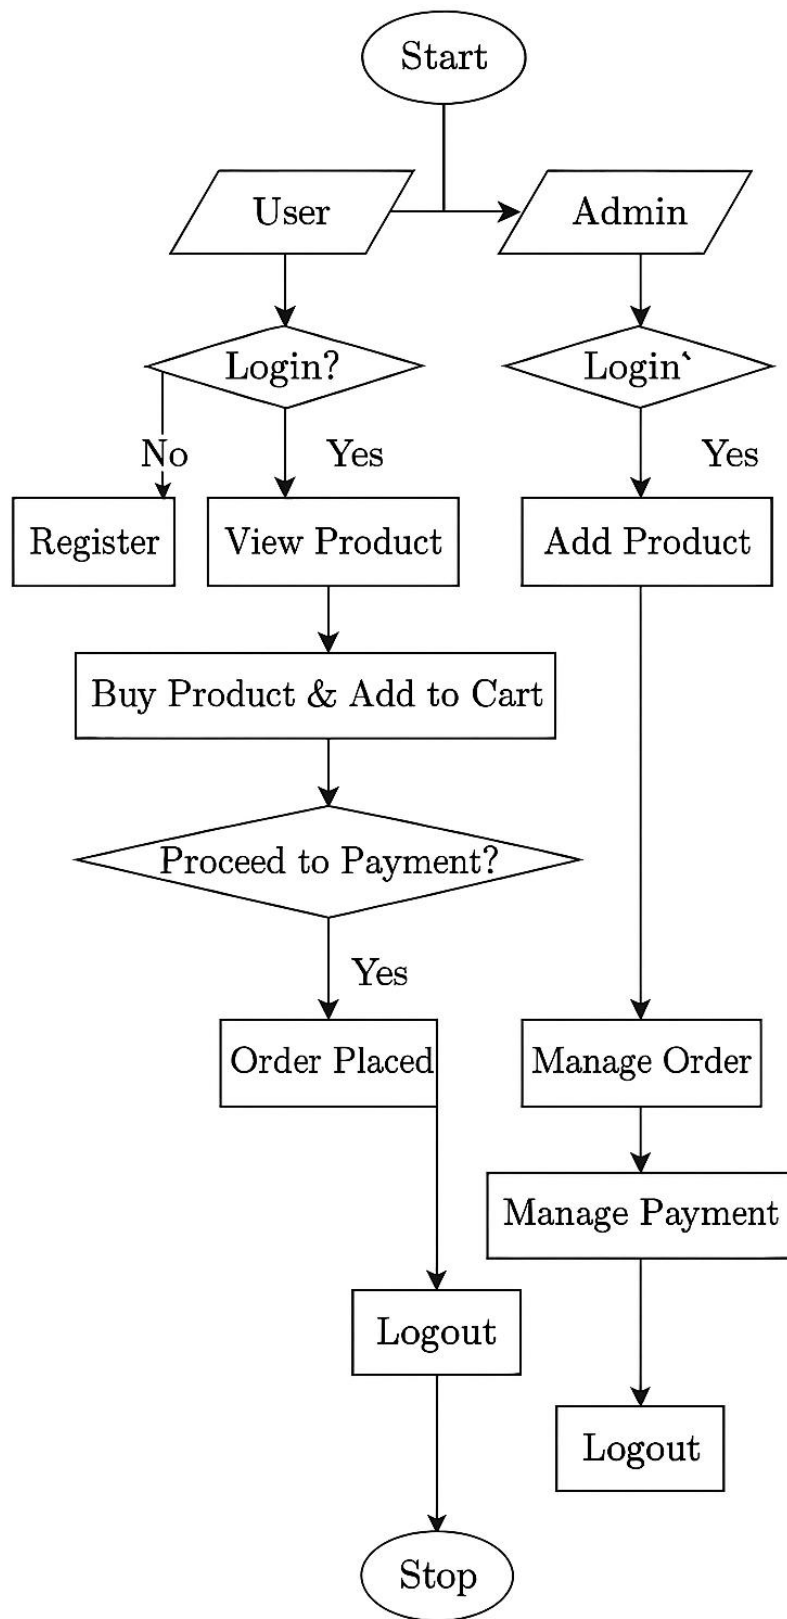 Start
User
Admin
Login?
Login`
No
Yes
Yes
Register
View Product
Add Product
Buy Product & Add to Cart
Proceed to Payment?
Yes
Order Placed
Manage Order
Manage Payment
Logout
Logout
Stop